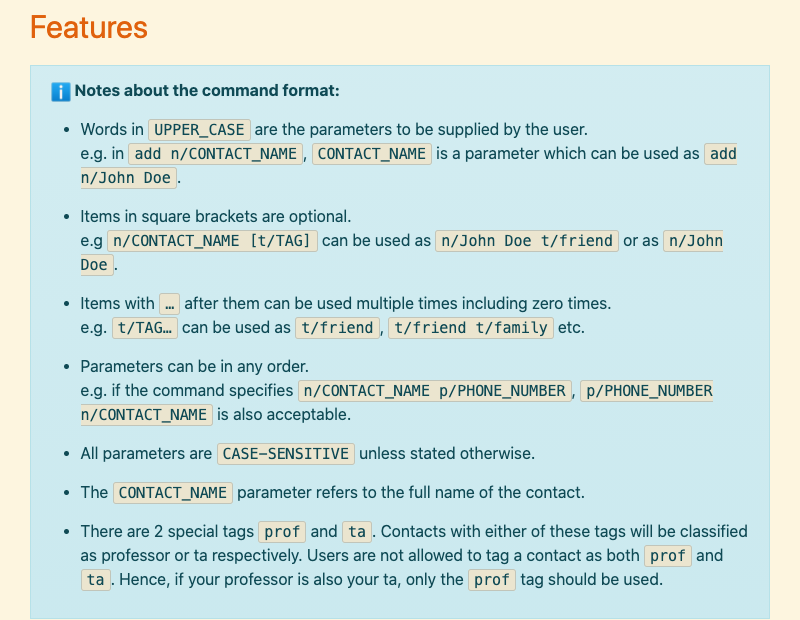 Features
ℹ️ Notes about the command format:
• Words in UPPER_CASE are the parameters to be supplied by the user.
e.g. in add n/CONTACT_NAME, CONTACT_NAME is a parameter which can be used as add
n/John Doe.
• Items in square brackets are optional.
e.g n/CONTACT_NAME [t/TAG] can be used as n/John Doe t/friend or as n/John
Doe.
• Items with … after them can be used multiple times including zero times.
e.g. t/TAG… can be used as t/friend, t/friend t/family etc.
• Parameters can be in any order.
e.g. if the command specifies n/CONTACT_NAME p/PHONE_NUMBER, p/PHONE_NUMBER
n/CONTACT_NAME is also acceptable.
• All parameters are CASE-SENSITIVE unless stated otherwise.
• The CONTACT_NAME parameter refers to the full name of the contact.
• There are 2 special tags prof and ta. Contacts with either of these tags will be classified
as professor or ta respectively. Users are not allowed to tag a contact as both prof and
ta. Hence, if your professor is also your ta, only the prof tag should be used.